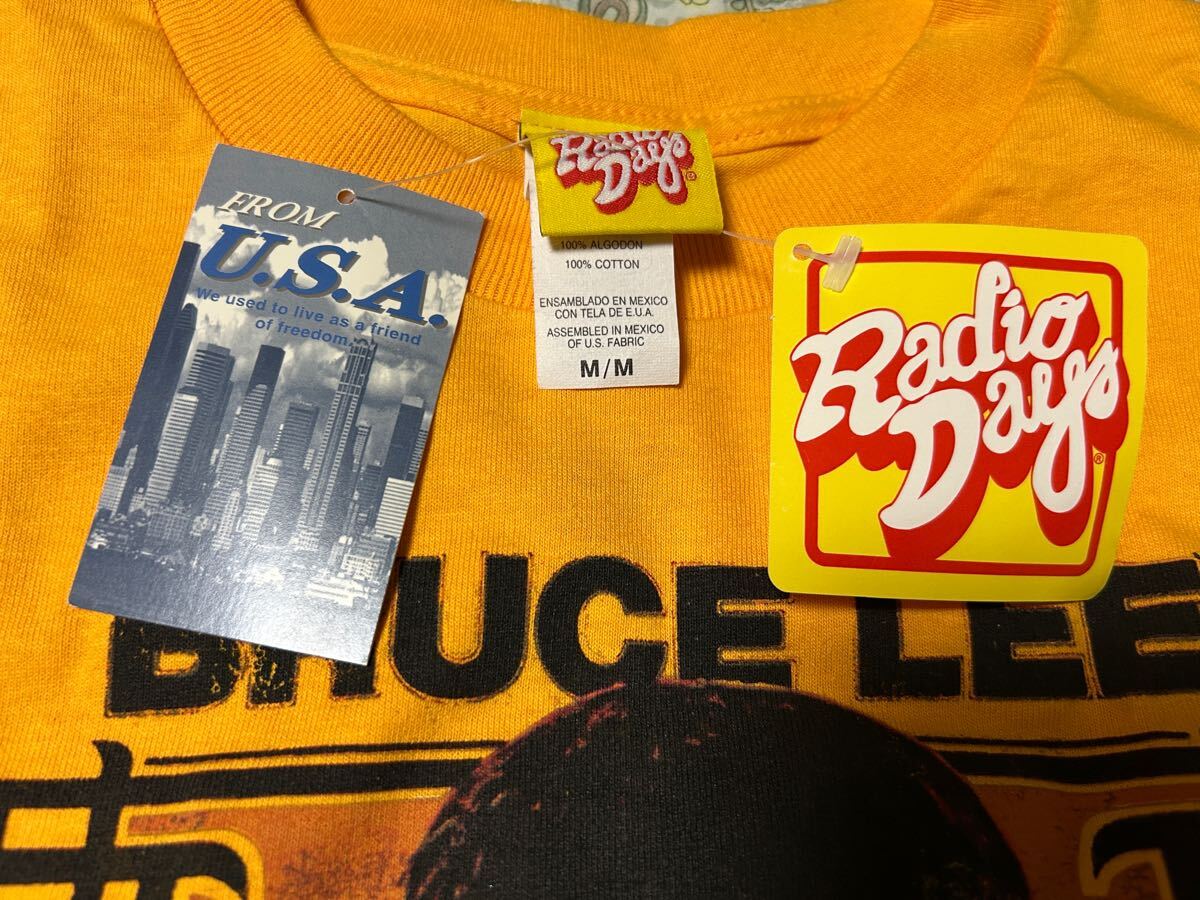 FROM
U.S.A.
We used to live as a friend
of freedom.
Radio
Days
®
100% ALGODON
100% COTTON
ENSAMBLADO EN MEXICO
CON TELA DE E.U.A.
ASSEMBLED IN MEXICO
OF U.S. FABRIC
M/M
Radio
Days
®
BRUCE LEE